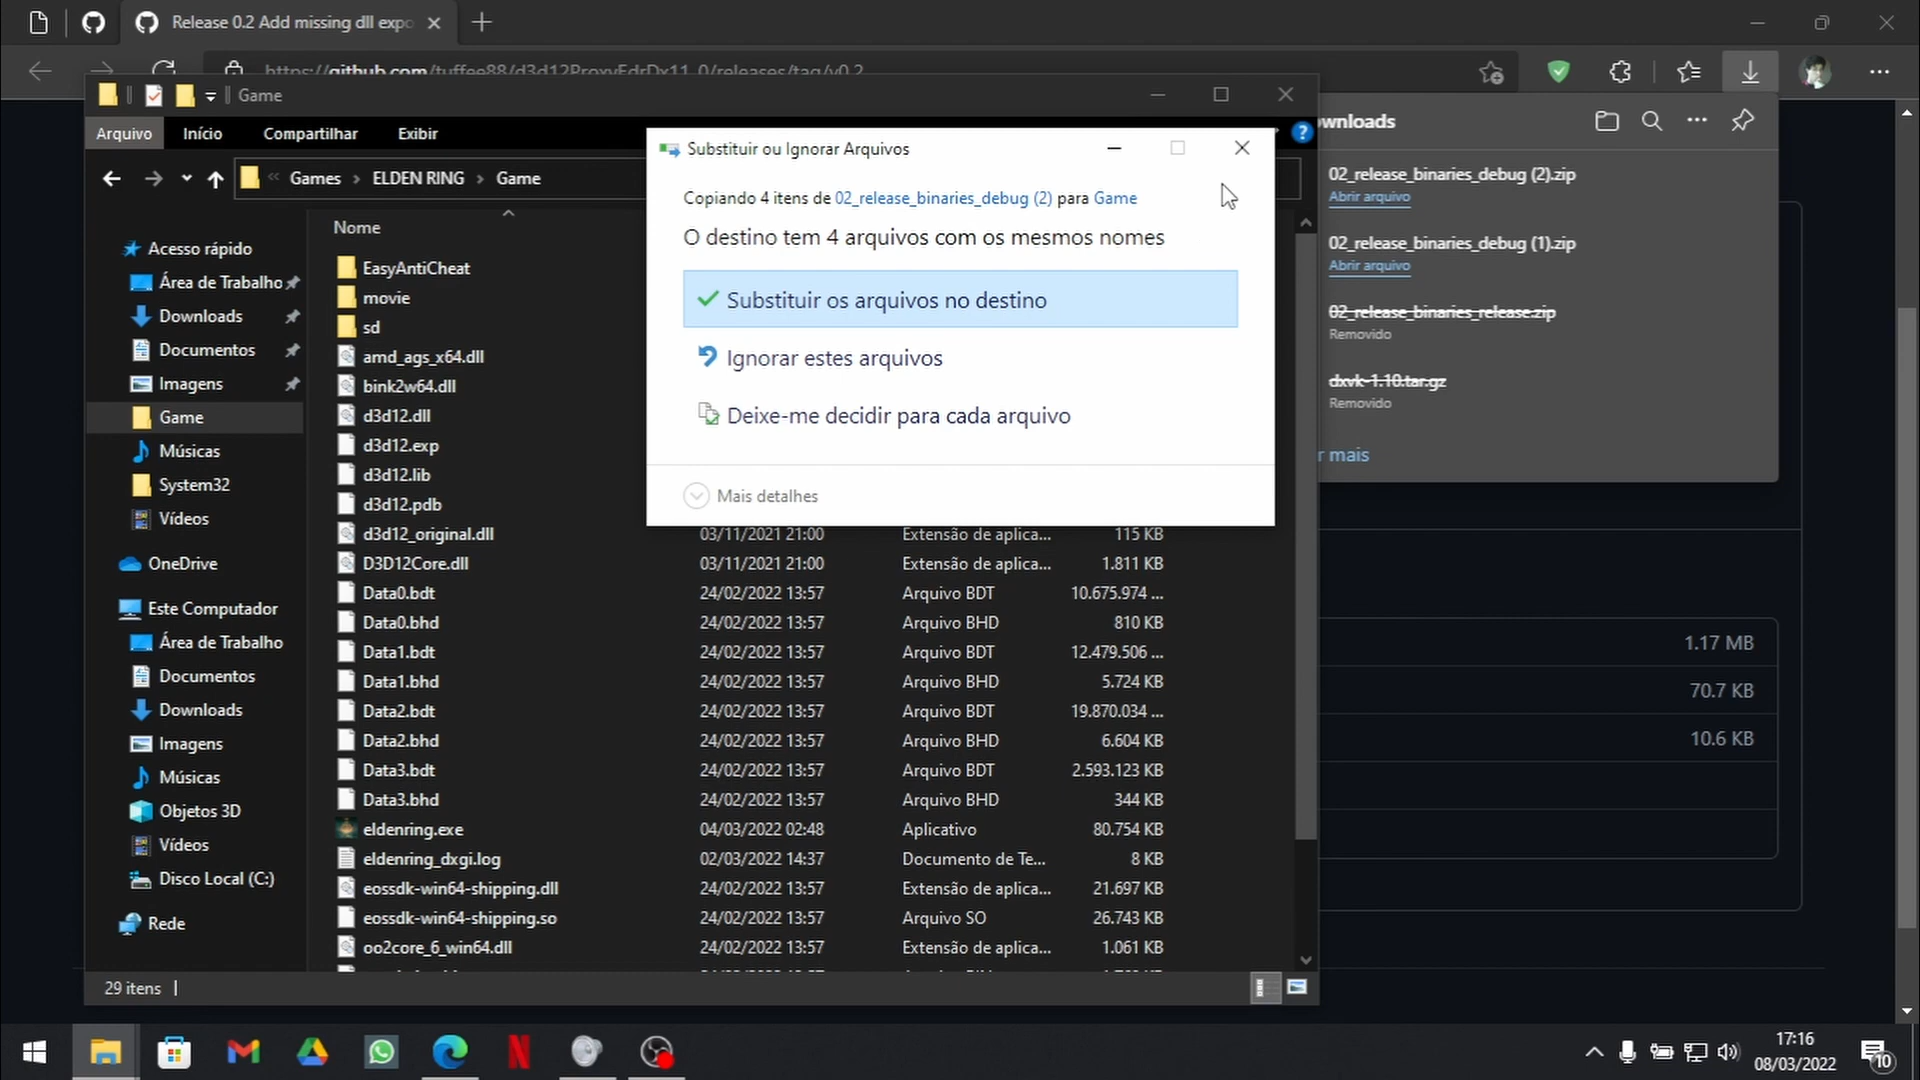 Release 0.2 Add missing dll expo
https://github.com/tuffee88/d3d12ProxyEdrDx11_0/releases/tag/v0.2
Game
Arquivo
Início
Compartilhar
Exibir
?
Games
ELDEN RING
Game
Nome
Acesso rápido
Área de Trabalho
Downloads
Documentos
Imagens
Game
Músicas
System32
Vídeos
OneDrive
Este Computador
Área de Trabalho
Documentos
Downloads
Imagens
Músicas
Objetos 3D
Vídeos
Disco Local (C:)
Rede
EasyAntiCheat
movie
sd
amd_ags_x64.dll
bink2w64.dll
d3d12.dll
d3d12.exp
d3d12.lib
d3d12.pdb
d3d12_original.dll 03/11/2021 21:00 Extensão de aplica... 115 KB
D3D12Core.dll 03/11/2021 21:00 Extensão de aplica... 1.811 KB
Data0.bdt 24/02/2022 13:57 Arquivo BDT 10.675.974 ...
Data0.bhd 24/02/2022 13:57 Arquivo BHD 810 KB
Data1.bdt 24/02/2022 13:57 Arquivo BDT 12.479.506 ...
Data1.bhd 24/02/2022 13:57 Arquivo BHD 5.724 KB
Data2.bdt 24/02/2022 13:57 Arquivo BDT 19.870.034 ...
Data2.bhd 24/02/2022 13:57 Arquivo BHD 6.604 KB
Data3.bdt 24/02/2022 13:57 Arquivo BDT 2.593.123 KB
Data3.bhd 24/02/2022 13:57 Arquivo BHD 344 KB
eldenring.exe 04/03/2022 02:48 Aplicativo 80.754 KB
eldenring_dxgi.log 02/03/2022 14:37 Documento de Te... 8 KB
eossdk-win64-shipping.dll 24/02/2022 13:57 Extensão de aplica... 21.697 KB
eossdk-win64-shipping.so 24/02/2022 13:57 Arquivo SO 26.743 KB
oo2core_6_win64.dll 24/02/2022 13:57 Extensão de aplica... 1.061 KB
29 itens
Substituir ou Ignorar Arquivos
Copiando 4 itens de 02_release_binaries_debug (2) para Game
O destino tem 4 arquivos com os mesmos nomes
Substituir os arquivos no destino
Ignorar estes arquivos
Deixe-me decidir para cada arquivo
Mais detalhes
wnloads
02_release_binaries_debug (2).zip
Abrir arquivo
02_release_binaries_debug (1).zip
Abrir arquivo
02_release_binaries_release.zip
Removido
dxvk-1.10.tar.gz
Removido
r mais
1.17 MB
70.7 KB
10.6 KB
17:16
08/03/2022
10